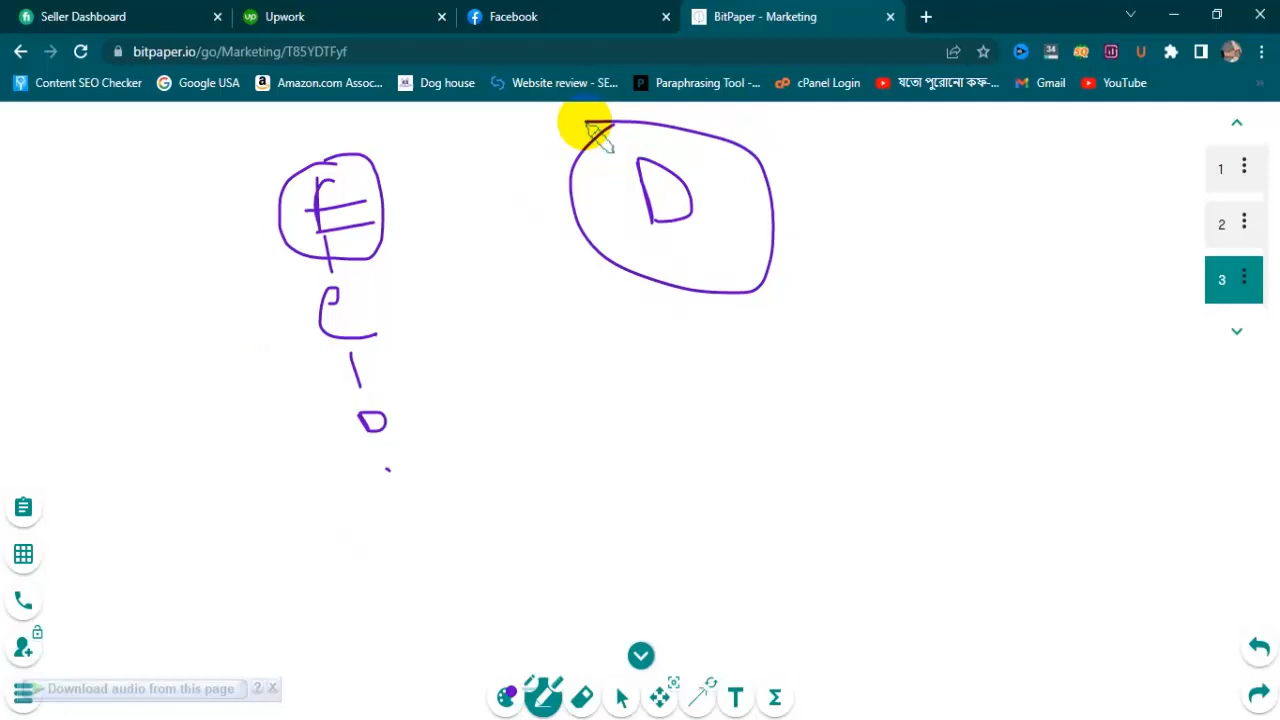 Seller Dashboard
Upwork
Facebook
BitPaper - Marketing
bitpaper.io/go/Marketing/T85YDTFyf
34
Content SEO Checker
Google USA
Amazon.com Assoc...
Dog house
Website review - SE...
Paraphrasing Tool -...
cPanel Login
যতো পুরোনো কফ-...
Gmail
YouTube
E
D
e
D
1
2
3
Download audio from this page
?
T
Σ